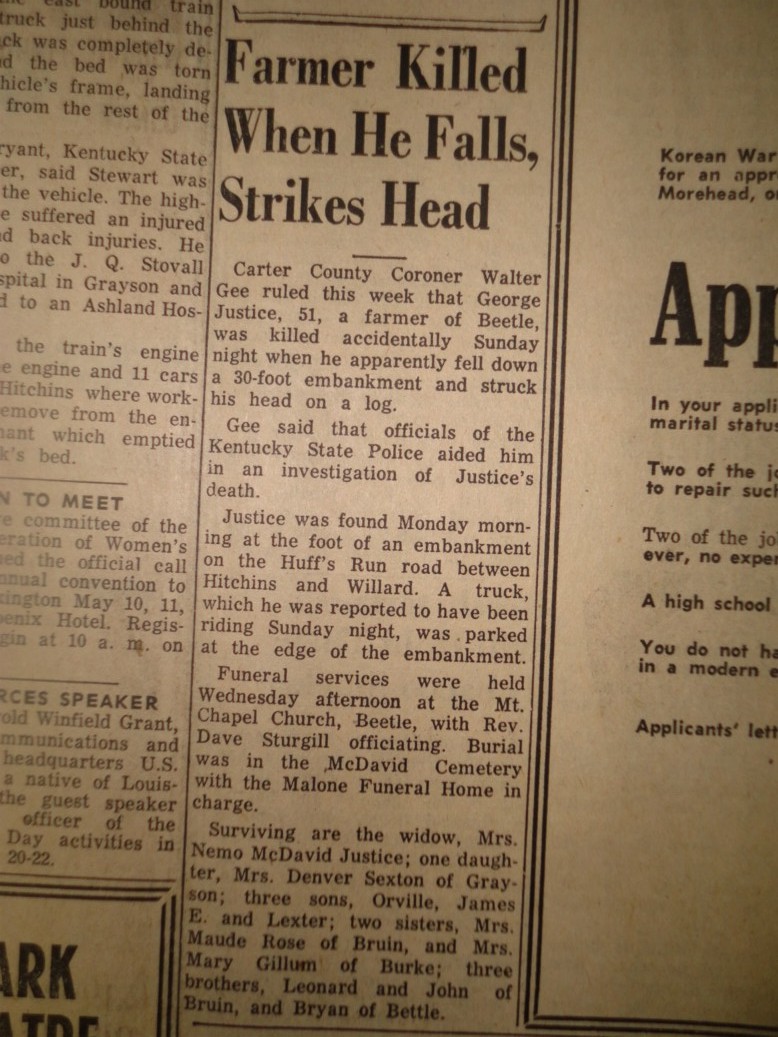 east bound train
truck just behind the
was completely de-
the bed was torn
frame, landing
from the rest of the
Kentucky State
said Stewart was
the vehicle. The high-
suffered an injured
back injuries. He
the J. Q. Stovall
in Grayson and
to an Ashland Hos-
the train's engine
engine and 11 cars
Hitchins where work-
from the en-
which emptied
bed.
TO MEET
committee of the
of Women's
the official call
convention to
May 10, 11,
Hotel. Regis-
at 10 a. m. on
SPEAKER
Winfield Grant,
and
headquarters U.S.
a native of Louis-
the guest speaker
officer of the
Day activities in
20-22.
Farmer Killed
When He Falls,
Strikes Head
Carter County Coroner Walter
Gee ruled this week that George
Justice, 51, a farmer of Beetle,
was killed accidentally Sunday
night when he apparently fell down
a 30-foot embankment and struck
his head on a log.
Gee said that officials of the
Kentucky State Police aided him
in an investigation of Justice's
death.
Justice was found Monday morn-
ing at the foot of an embankment
on the Huff's Run road between
Hitchins and Willard. A truck,
which he was reported to have been
riding Sunday night, was parked
at the edge of the embankment.
Funeral services were held
Wednesday afternoon at the Mt.
Chapel Church, Beetle, with Rev.
Dave Sturgill officiating. Burial
was in the McDavid Cemetery
with the Malone Funeral Home in
charge.
Surviving are the widow, Mrs.
Nemo McDavid Justice; one daugh-
ter, Mrs. Denver Sexton of Gray-
son; three sons, Orville, James
E. and Lexter; two sisters, Mrs.
Maude Rose of Bruin, and Mrs.
Mary Gillum of Burke; three
brothers, Leonard and John of
Bruin, and Bryan of Bettle.
Korean War
for an
Morehead,
App
In your
marital status
Two of the
to repair such
Two of the
ever, no
A high school
You do not
in a modern
Applicants'